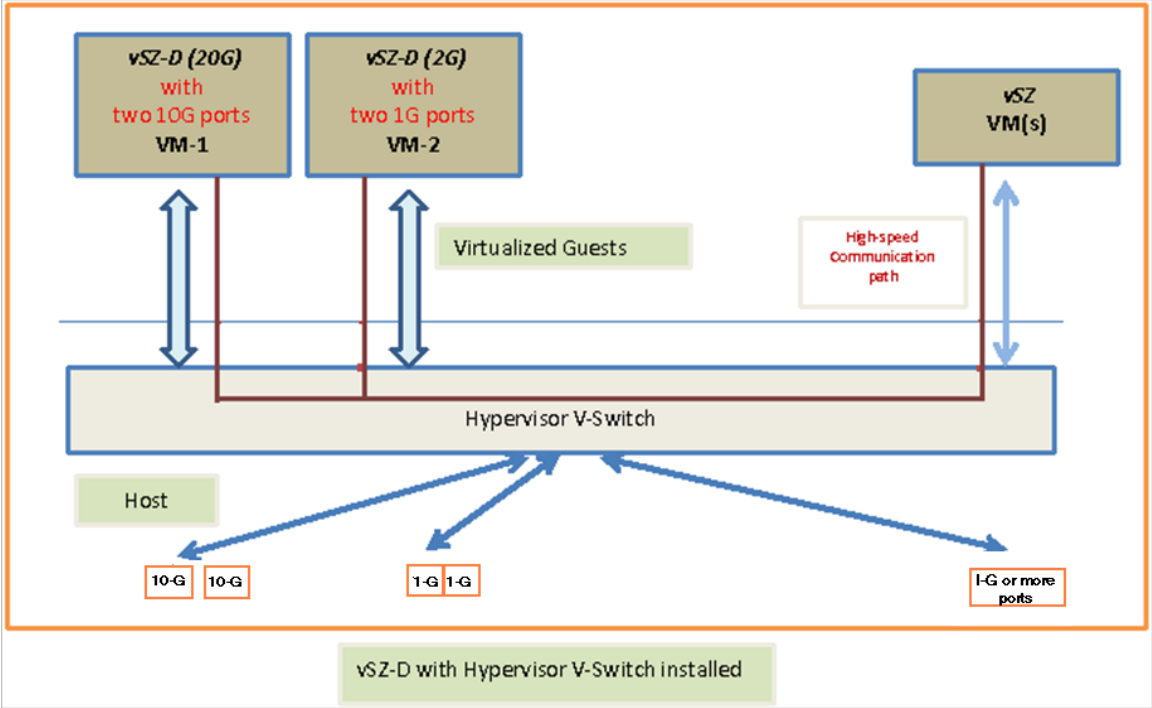 vSZ-D (20G)
with
two 10G ports
VM-1
vSZ-D (2G)
with
two 1G ports
VM-2
vSZ
VM(s)
Virtualized Guests
High-speed
Communication
path
Hypervisor V-Switch
Host
10-G
10-G
1-G
1-G
I-G or more
ports
vSZ-D with Hypervisor V-Switch installed